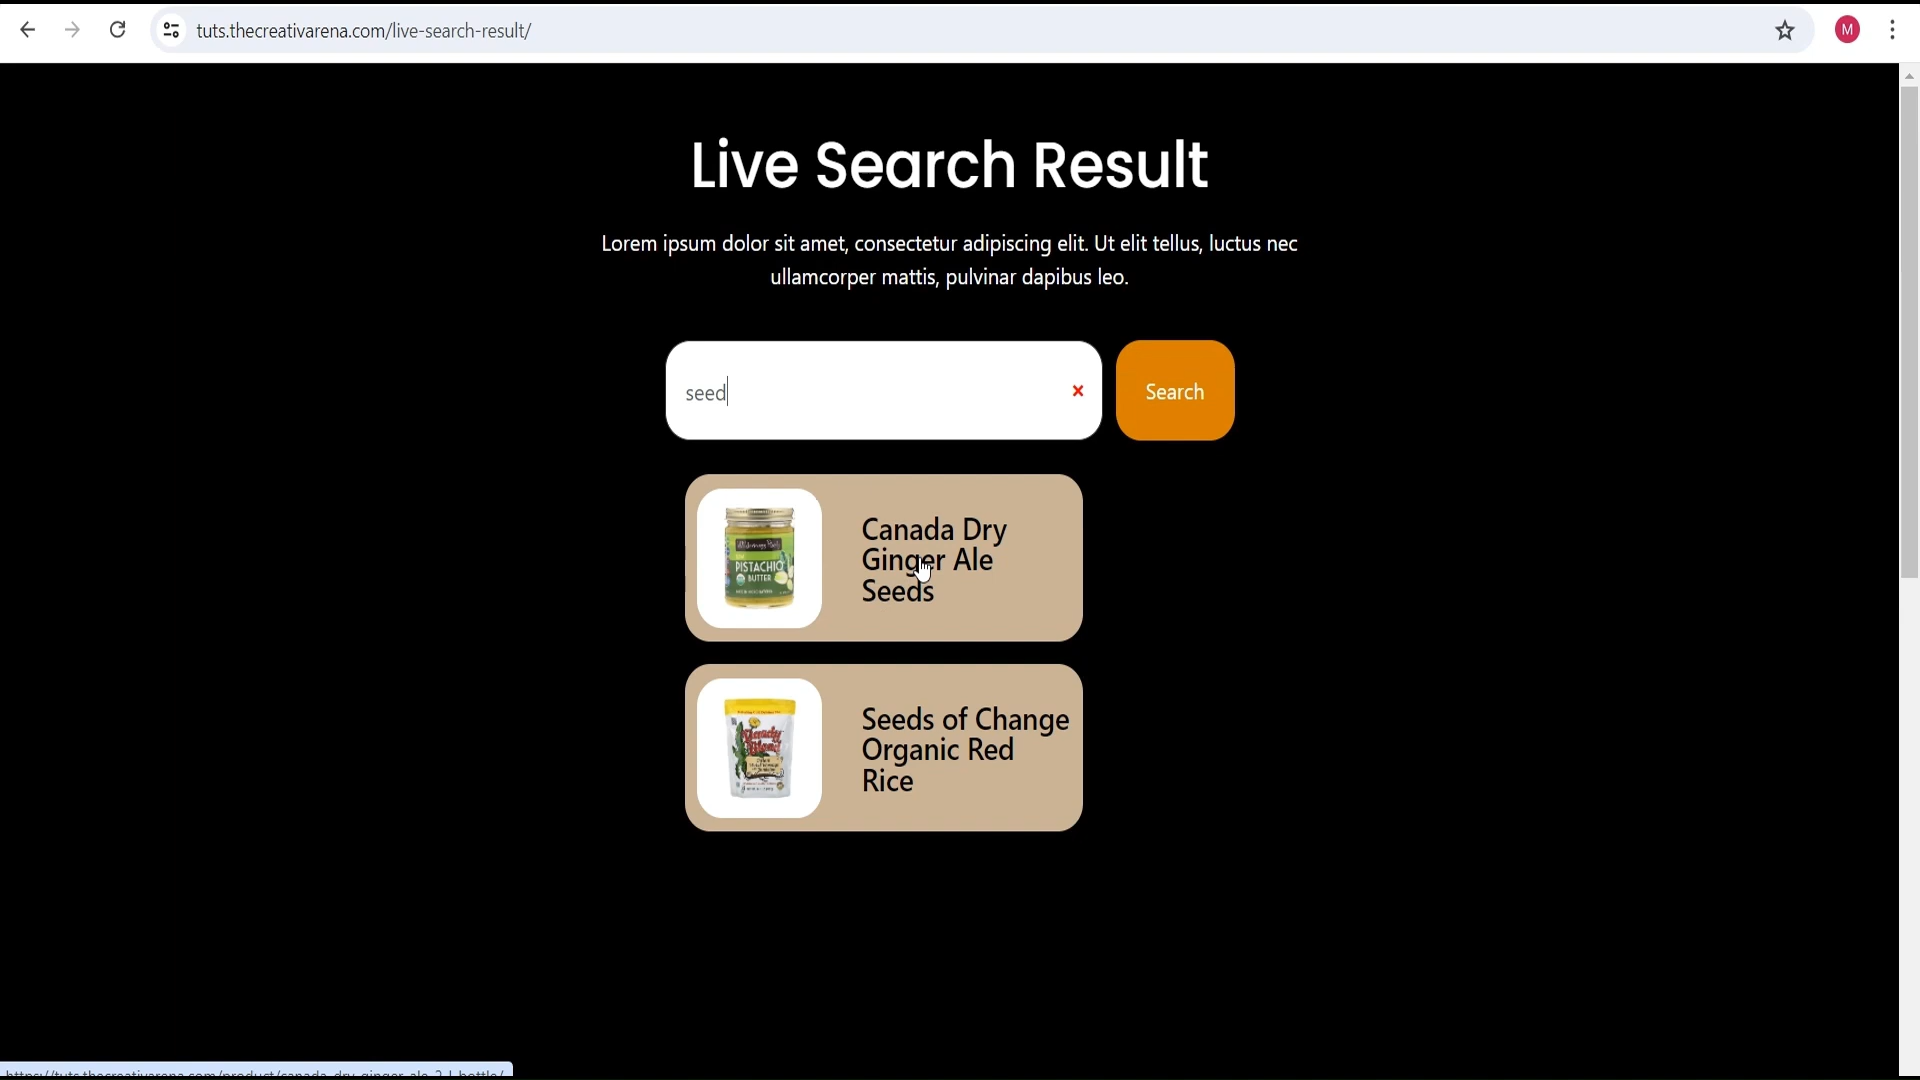 tuts.thecreativarena.com/live-search-result/
M
Live Search Result
Lorem ipsum dolor sit amet, consectetur adipiscing elit. Ut elit tellus, luctus nec
ullamcorper mattis, pulvinar dapibus leo.
seed
×
Search
PISTACHIO
BUTTER
Canada Dry
Ginger Ale
Seeds
Seeds of Change
Organic Red
Rice